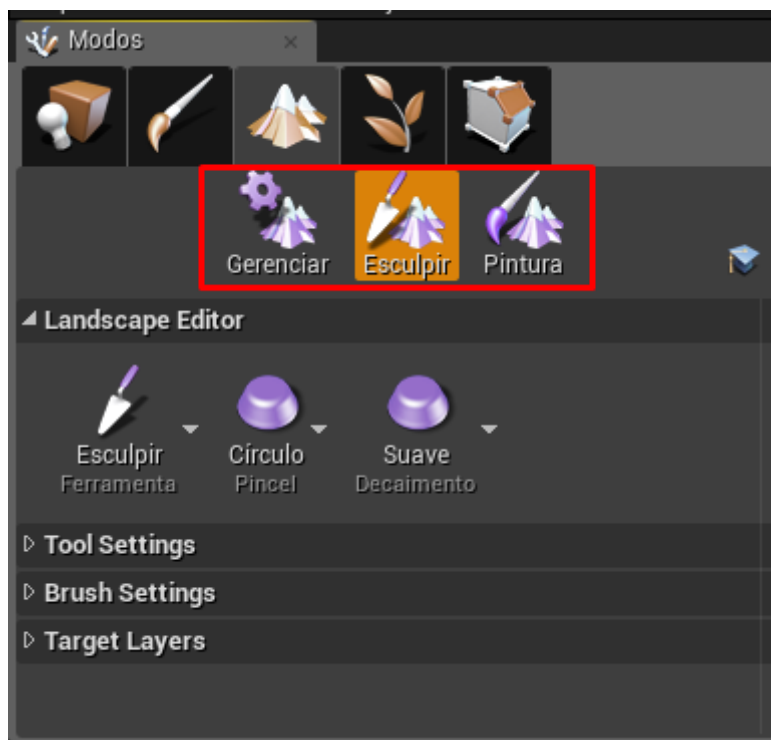 Modos
Gerenciar Esculpir Pintura
Landscape Editor
Esculpir Círculo Suave
Ferramenta Pincel Decaimento
Tool Settings
Brush Settings
Target Layers